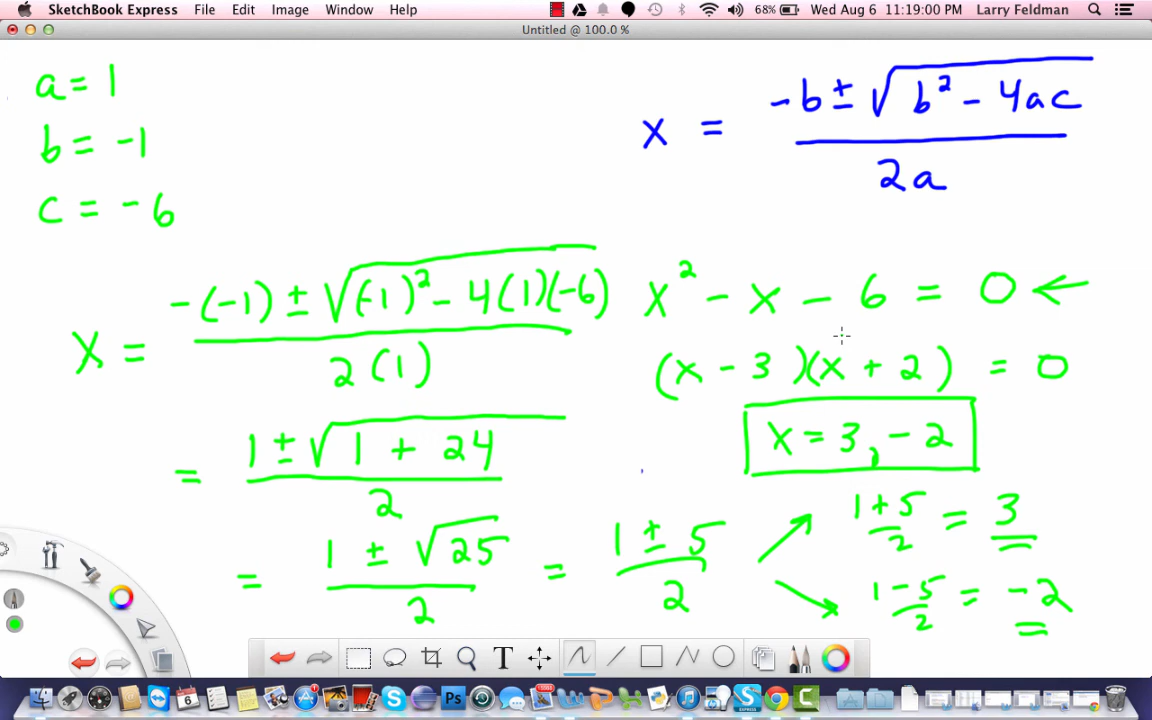 SketchBook Express File Edit Image Window Help 68% Wed Aug 6 11:19:00 PM Larry Feldman
Untitled @ 100.0 %
a = 1
b = -1
c = -6
x = -b ± √b² - 4ac / 2a
x = -(-1) ± √(-1)² - 4(1)(-6) / 2(1)
= 1 ± √1 + 24 / 2
= 1 ± √25 / 2 = 1 ± 5 / 2
1 + 5 / 2 = 3
1 - 5 / 2 = -2
x² - x - 6 = 0 ←
(x - 3)(x + 2) = 0
x = 3, -2
T